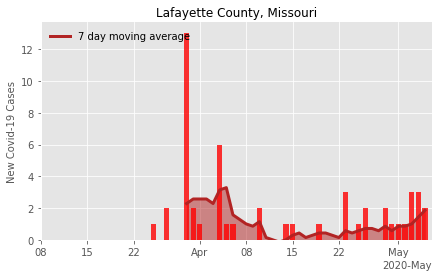 Lafayette County, Missouri
7 day moving average
New Covid-19 Cases
12
10
8
6
4
2
0
08 15 22 Apr 08 15 22 May
2020-May